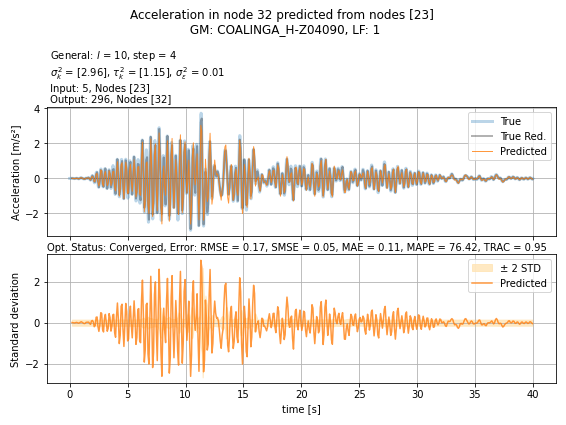 Acceleration in node 32 predicted from nodes [23]
GM: COALINGA_H-Z04090, LF: 1
General: l = 10, step = 4
σ²ₖ = [2.96], τ²ₖ = [1.15], σ²ε = 0.01
Input: 5, Nodes [23]
Output: 296, Nodes [32]
Acceleration [m/s²]
4
2
0
−2
True
True Red.
Predicted
Opt. Status: Converged, Error: RMSE = 0.17, SMSE = 0.05, MAE = 0.11, MAPE = 76.42, TRAC = 0.95
Standard deviation
2
0
−2
± 2 STD
Predicted
0 5 10 15 20 25 30 35 40
time [s]